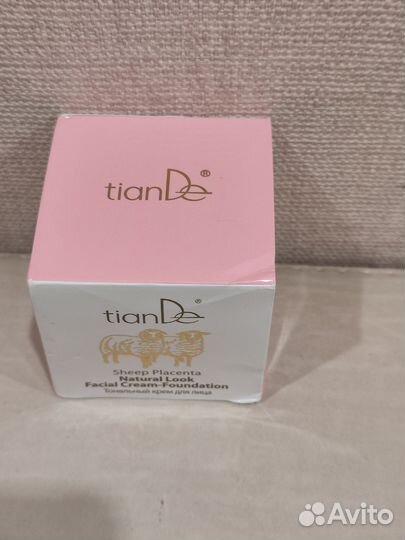 tianDe®
tianDe®
Sheep Placenta
Natural Look
Facial Cream-Foundation
Тональный крем для лица
Avito